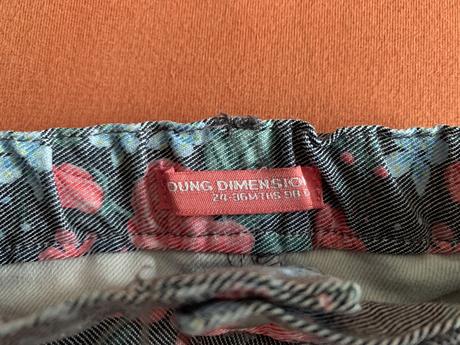 OUNG DIMENSIO
24-36MTHS 98